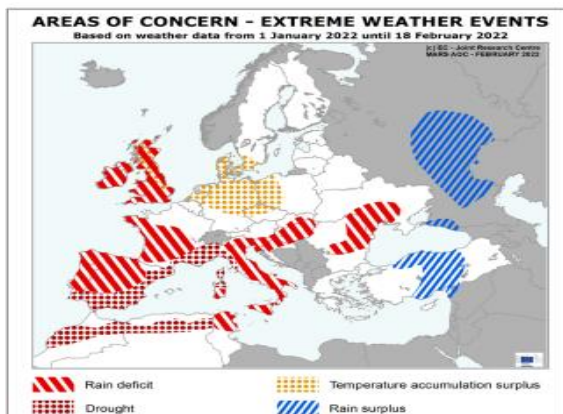 AREAS OF CONCERN – EXTREME WEATHER EVENTS
Based on weather data from 1 January 2022 until 18 February 2022
(c) EC - Joint Research Centre
MARS AOC - FEBRUARY 2022
Rain deficit
Temperature accumulation surplus
Drought
Rain surplus